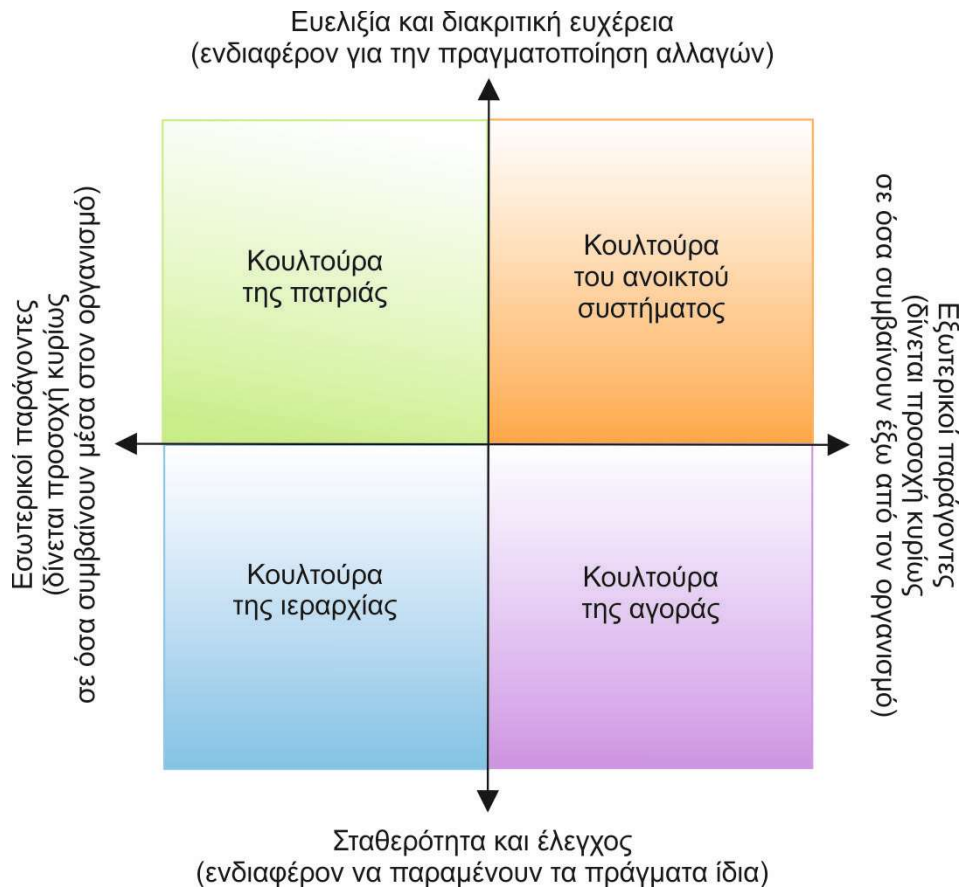 Ευελιξία και διακριτική ευχέρεια
(ενδιαφέρον για την πραγματοποίηση αλλαγών)
Εσωτερικοί παράγοντες
(δίνεται προσοχή κυρίως
σε όσα συμβαίνουν μέσα στον οργανισμό)
Κουλτούρα
της πατριάς
Κουλτούρα
του ανοικτού
συστήματος
Κουλτούρα
της ιεραρχίας
Κουλτούρα
της αγοράς
Εξωτερικοί παράγοντες
(δίνεται προσοχή κυρίως
σε όσα συμβαίνουν έξω από τον οργανισμό)
Σταθερότητα και έλεγχος
(ενδιαφέρον να παραμένουν τα πράγματα ίδια)